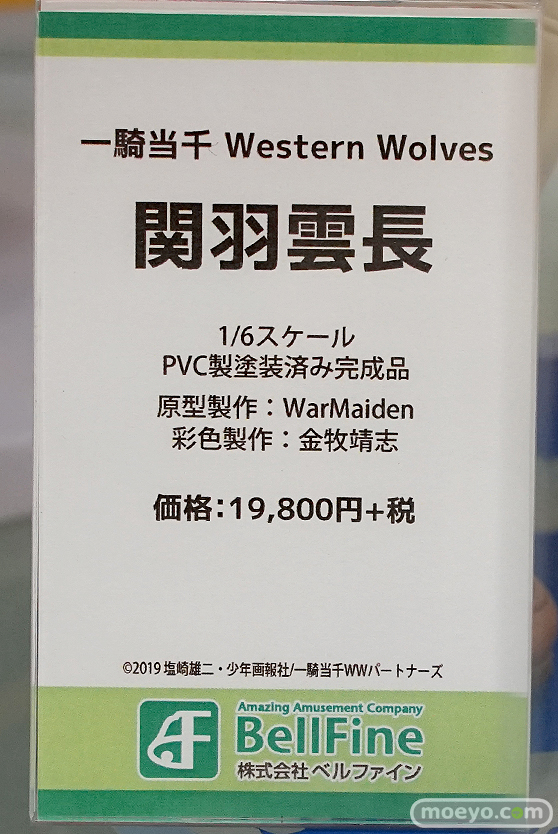 一騎当千 Western Wolves
関羽雲長
1/6スケール
PVC製塗装済み完成品
原型製作：WarMaiden
彩色製作：金牧靖志
価格：19,800円+税
©2019 塩崎雄二・少年画報社/一騎当千WWパートナーズ
Amazing Amusement Company
BellFine
株式会社 ベルファイン
moeyo.com